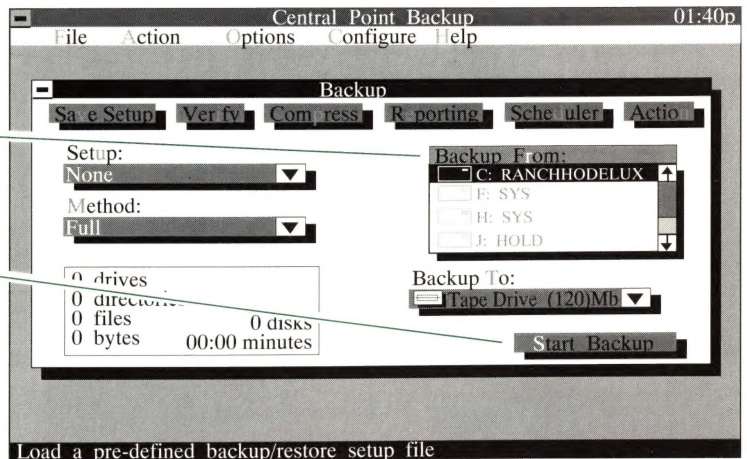 Central Point Backup 01:40p
File Action Options Configure Help
Backup
Save Setup Verify Compress Reporting Scheduler Action
Setup:
None
Method:
Full
Backup From:
C: RANCHHODELUX
F: SYS
H: SYS
J: HOLD
0 drives
0 directories
0 files 0 disks
0 bytes 00:00 minutes
Backup To:
Tape Drive (120)Mb
Start Backup
Load a pre-defined backup/restore setup file